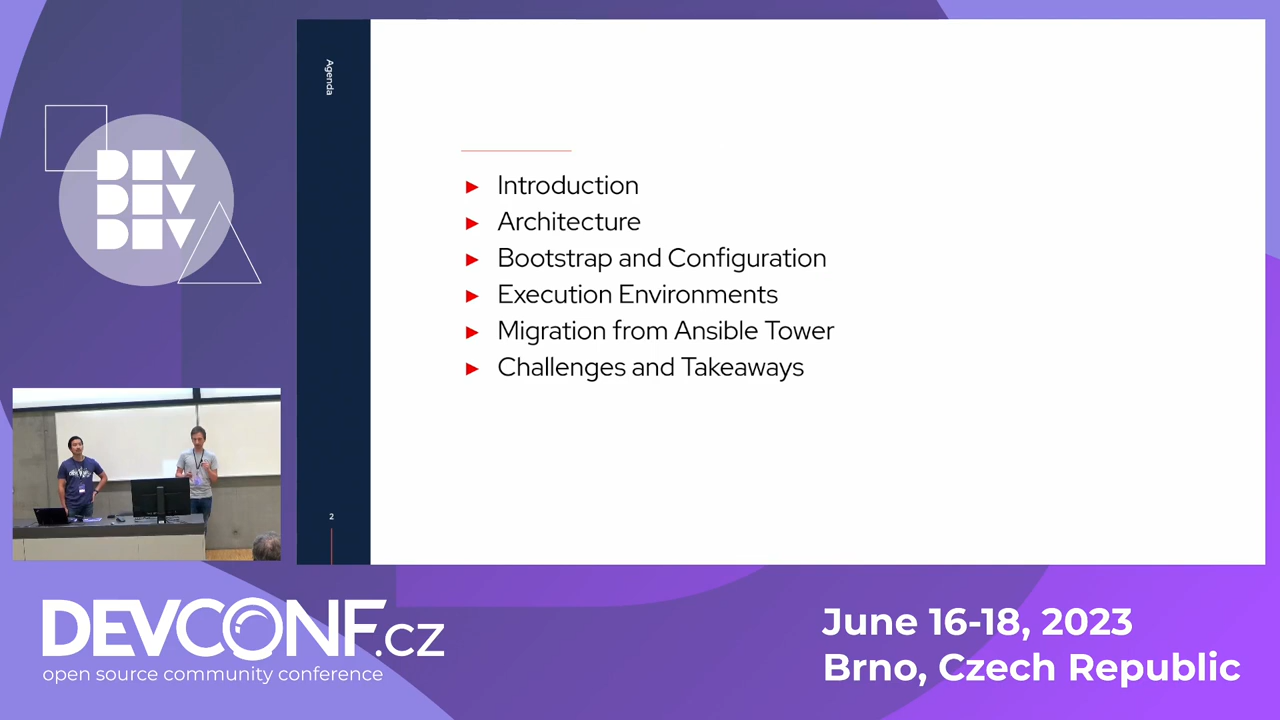 DEV
DEV
DEV
Agenda
Introduction
Architecture
Bootstrap and Configuration
Execution Environments
Migration from Ansible Tower
Challenges and Takeaways
2
DEVCONF.cz
open source community conference
June 16-18, 2023
Brno, Czech Republic